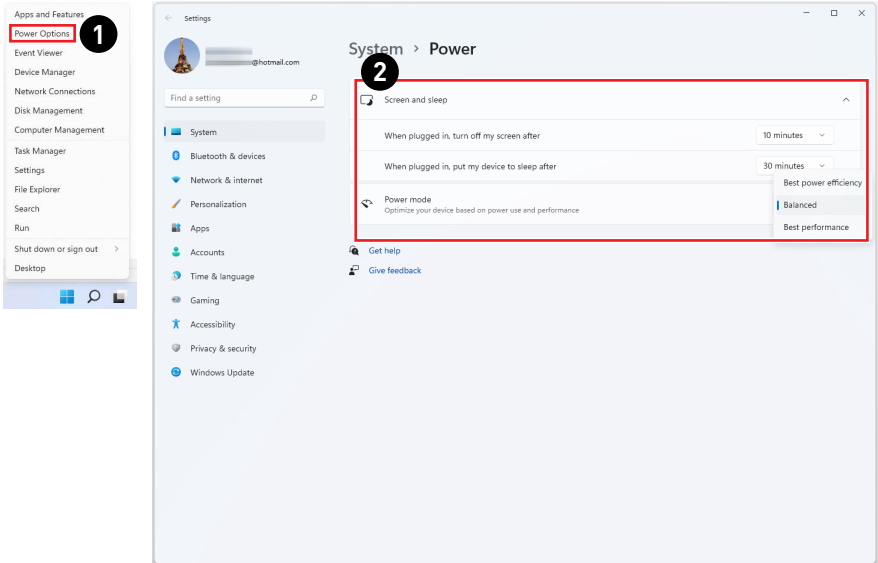 Apps and Features
Power Options
1
Event Viewer
Device Manager
Network Connections
Disk Management
Computer Management
Task Manager
Settings
File Explorer
Search
Run
Shut down or sign out
Desktop
Settings
@hotmail.com
Find a setting
System
Bluetooth & devices
Network & internet
Personalization
Apps
Accounts
Time & language
Gaming
Accessibility
Privacy & security
Windows Update
System > Power
2
Screen and sleep
When plugged in, turn off my screen after
10 minutes
When plugged in, put my device to sleep after
30 minutes
Power mode
Optimize your device based on power use and performance
Best power efficiency
Balanced
Best performance
Get help
Give feedback